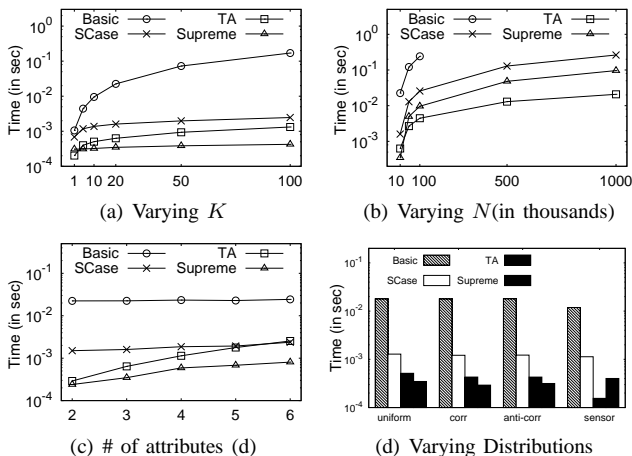 Basic
SCase
TA
Supreme
Time (in sec)
10^0
10^-1
10^-2
10^-3
10^-4
1 10 20 50 100
(a) Varying K
Basic
SCase
TA
Supreme
Time (in sec)
10^0
10^-1
10^-2
10^-3
10 100 500 1000
(b) Varying N(in thousands)
Basic
SCase
TA
Supreme
Time (in sec)
10^-1
10^-2
10^-3
10^-4
2 3 4 5 6
(c) # of attributes (d)
Basic
SCase
TA
Supreme
Time (in sec)
10^-1
10^-2
10^-3
10^-4
uniform corr anti-corr sensor
(d) Varying Distributions